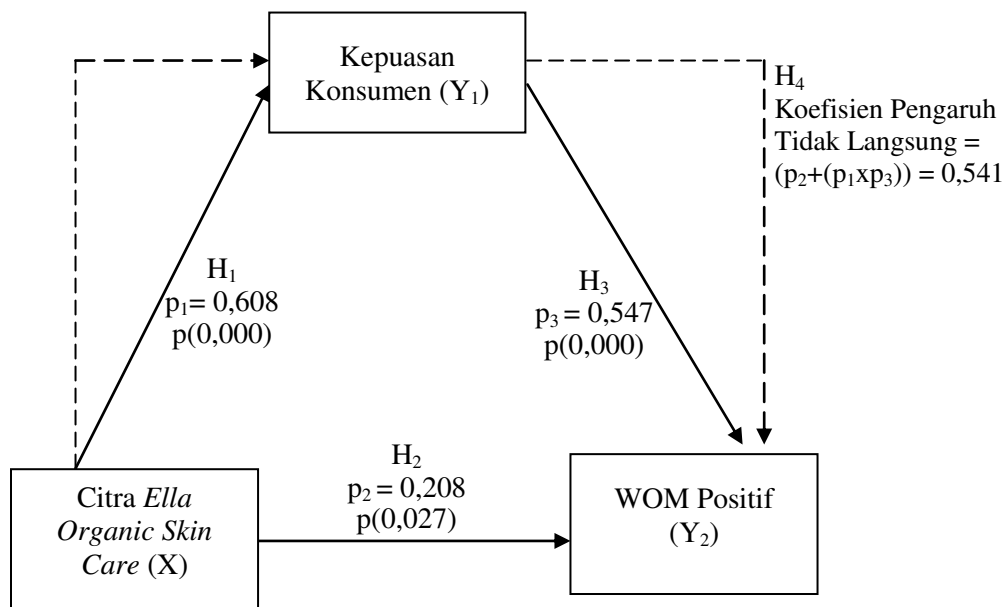 Kepuasan
Konsumen (Y₁)
H₄
Koefisien Pengaruh
Tidak Langsung =
(p₂+(p₁xp₃)) = 0,541
H₁
p₁= 0,608
p(0,000)
H₃
p₃ = 0,547
p(0,000)
H₂
p₂ = 0,208
p(0,027)
Citra Ella
Organic Skin
Care (X)
WOM Positif
(Y₂)